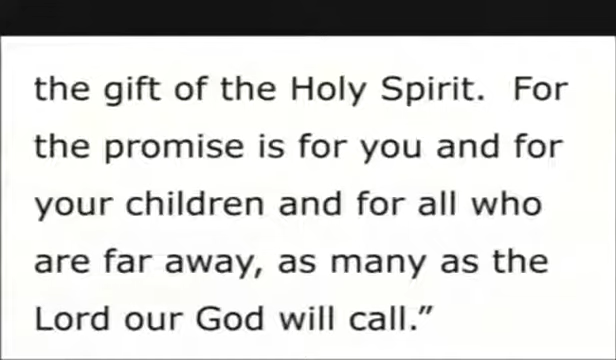 the gift of the Holy Spirit.  For
the promise is for you and for
your children and for all who
are far away, as many as the
Lord our God will call.”